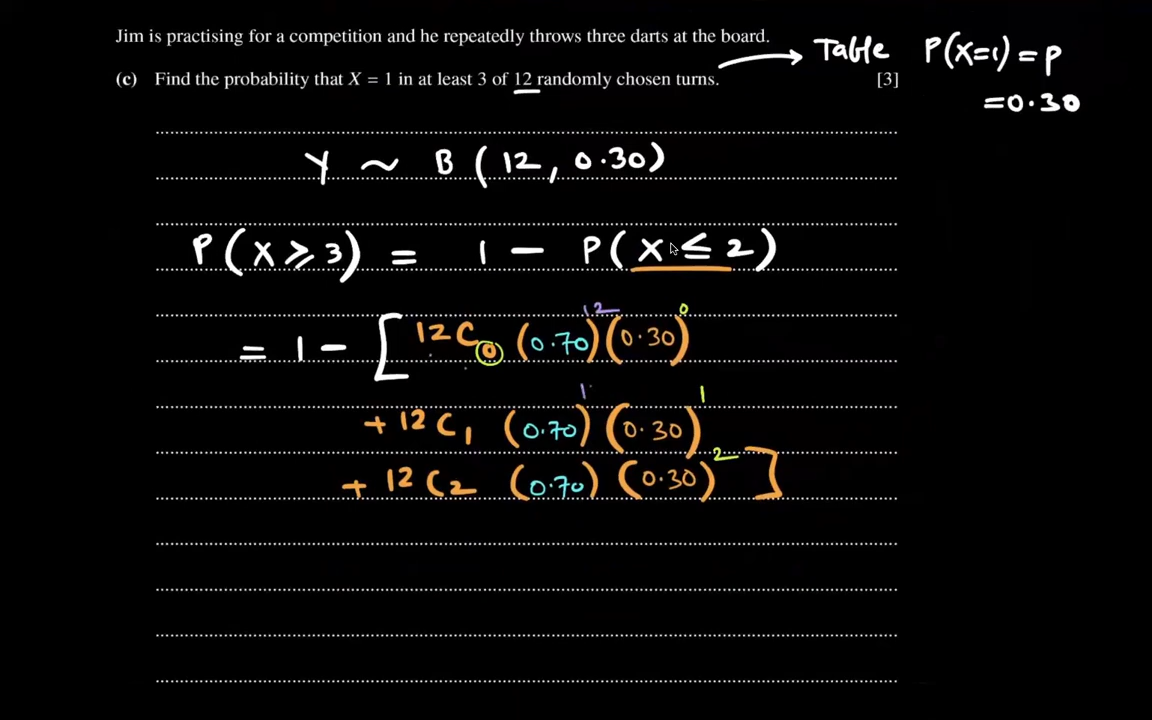 Jim is practising for a competition and he repeatedly throws three darts at the board.
(c) Find the probability that X = 1 in at least 3 of 12 randomly chosen turns. [3]
Table P(X=1) = p
=0.30
Y ~ B (12, 0.30)
P(X ⩾ 3) = 1 − P(X ≤ 2)
= 1 − [ 12C0 (0.70)^12 (0.30)^0
+ 12C1 (0.70)^1 (0.30)^1
+ 12C2 (0.70) (0.30)^2 ]